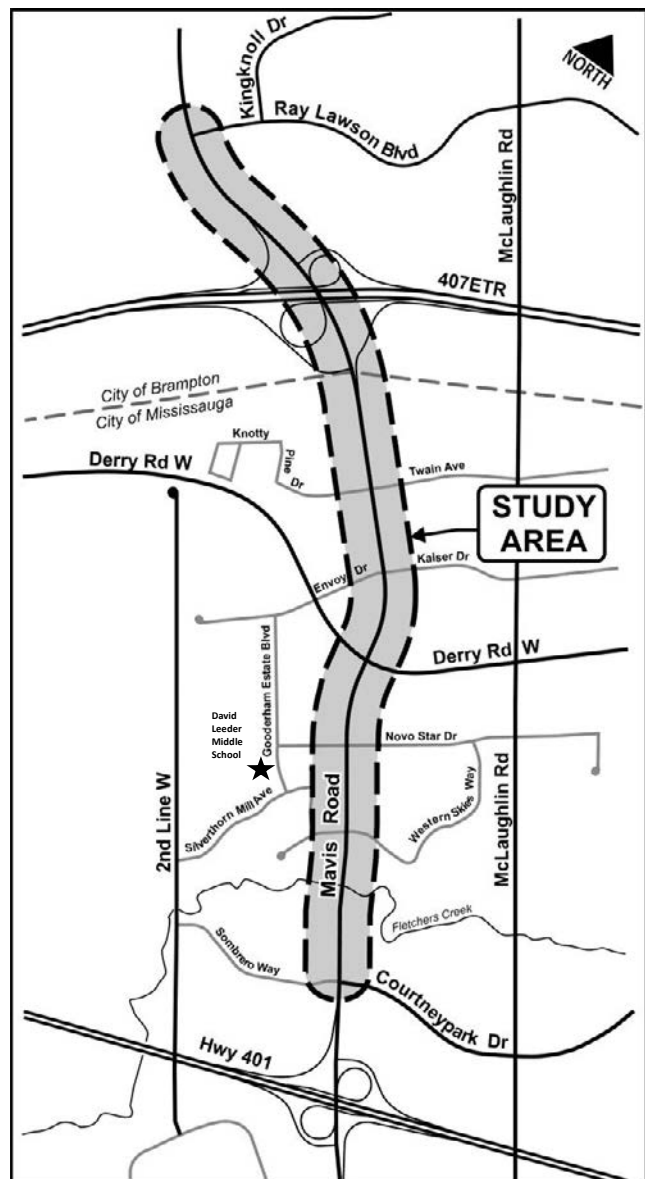 Kingknoll Dr
NORTH
Ray Lawson Blvd
McLaughlin Rd
407ETR
City of Brampton
City of Mississauga
Knotty
Pine
Dr
Derry Rd W
Twain Ave
STUDY
AREA
Envoy Dr
Kaiser Dr
Derry Rd W
Gooderham Estate Blvd
David
Leeder
Middle
School
Novo Star Dr
2nd Line W
Silverthorn Mill Ave
Mavis Road
Western Skies Way
McLaughlin Rd
Fletchers Creek
Sombrero Way
Courtneypark Dr
Hwy 401